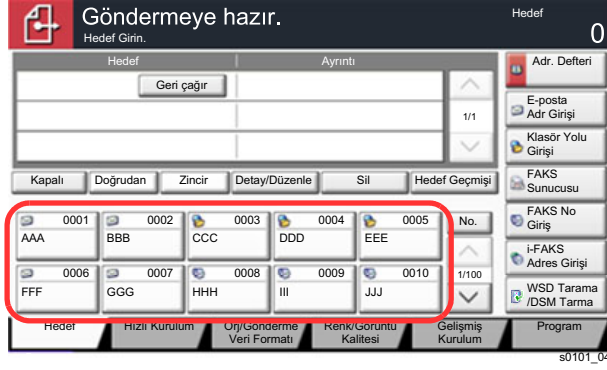 Göndermeye hazır.
Hedef Girin.
Hedef
0
Hedef Ayrıntı
Geri çağır
1/1
Kapalı Doğrudan Zincir Detay/Düzenle Sil Hedef Geçmişi
0001 0002 0003 0004 0005
AAA BBB CCC DDD EEE
0006 0007 0008 0009 0010
FFF GGG HHH III JJJ
No.
1/100
Adr. Defteri
E-posta
Adr Girişi
Klasör Yolu
Girişi
FAKS
Sunucusu
FAKS No
Giriş
i-FAKS
Adres Girişi
WSD Tarama
/DSM Tarma
Hedef Hızlı Kurulum Orj/Gönderme Renk/Görüntü Gelişmiş Program
Veri Formatı Kalitesi Kurulum
s0101_04